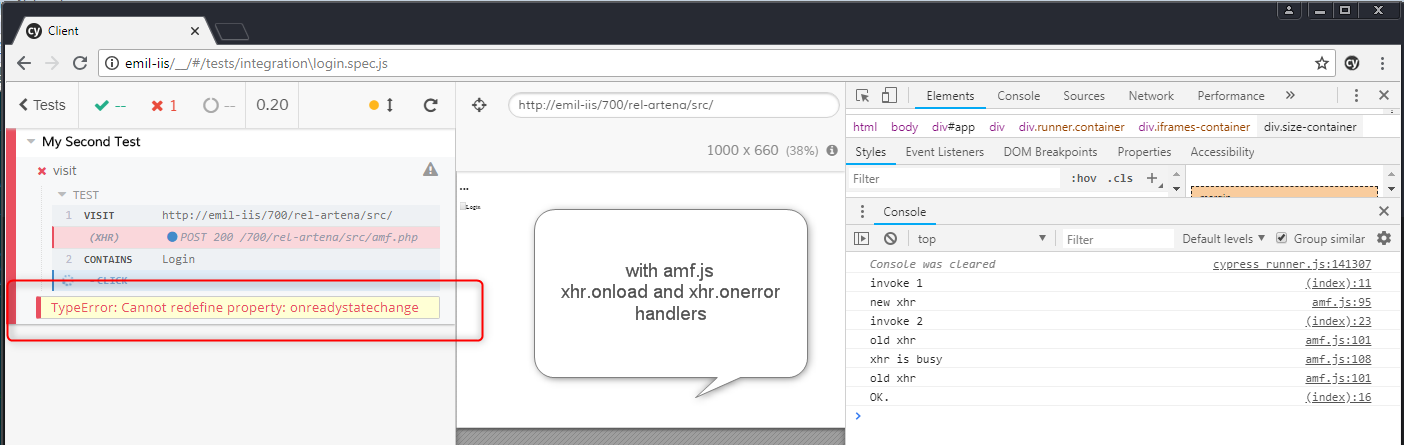 Client
emil-iis/__/#/tests/integration\login.spec.js
Tests
--
1
--
0.20
My Second Test
visit
TEST
1 VISIT http://emil-iis/700/rel-artena/src/
(XHR) POST 200 /700/rel-artena/src/amf.php
2 CONTAINS Login
- CLICK
TypeError: Cannot redefine property: onreadystatechange
http://emil-iis/700/rel-artena/src/
1000 x 660 (38%)
...
Login
with amf.js
xhr.onload and xhr.onerror
handlers
Elements Console Sources Network Performance »
html body div#app div div.runner.container div.iframes-container div.size-container
Styles Event Listeners DOM Breakpoints Properties Accessibility
Filter :hov .cls +
Console
top Filter Default levels Group similar
Console was cleared cypress_runner.js:141307
invoke 1 (index):11
new xhr amf.js:95
invoke 2 (index):23
old xhr amf.js:101
xhr is busy amf.js:108
old xhr amf.js:101
OK. (index):16